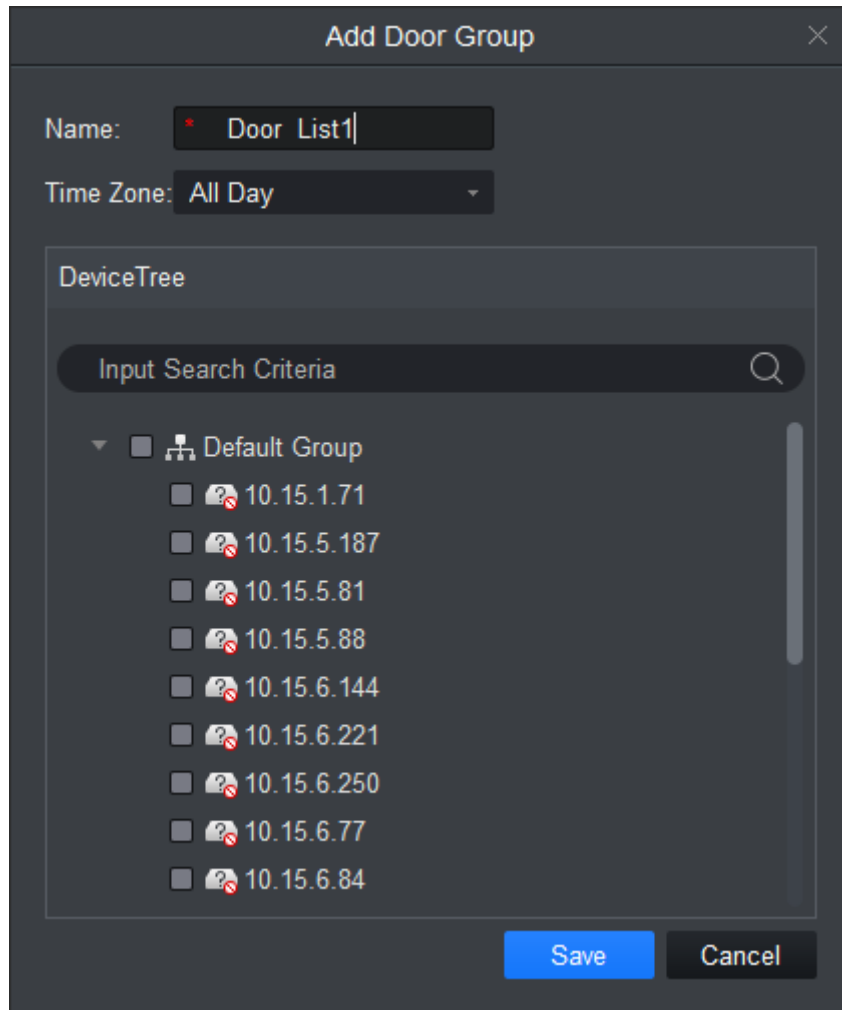 Add Door Group
Name: * Door List1
Time Zone: All Day
DeviceTree
Input Search Criteria
Default Group
10.15.1.71
10.15.5.187
10.15.5.81
10.15.5.88
10.15.6.144
10.15.6.221
10.15.6.250
10.15.6.77
10.15.6.84
Save Cancel